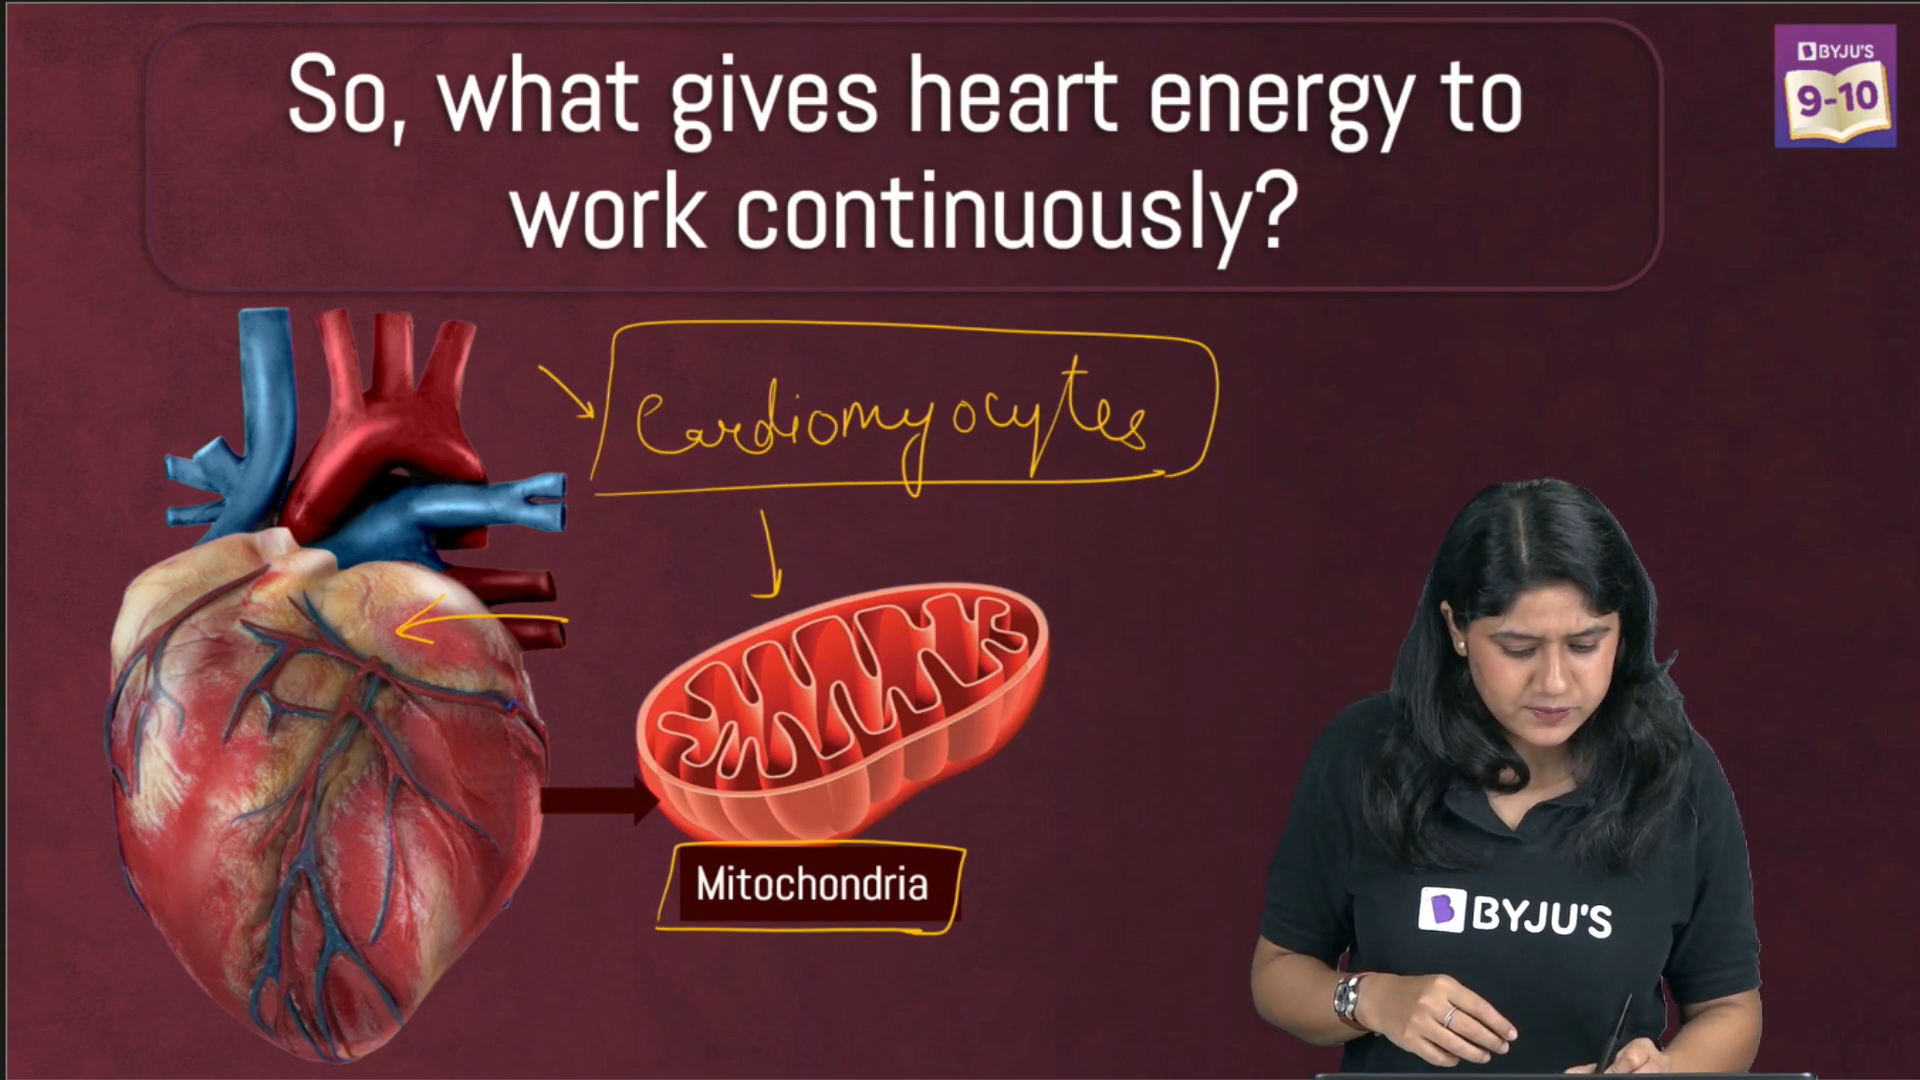 So, what gives heart energy to
work continuously?
BYJU'S
9-10
Cardiomyocytes
Mitochondria
BYJU'S